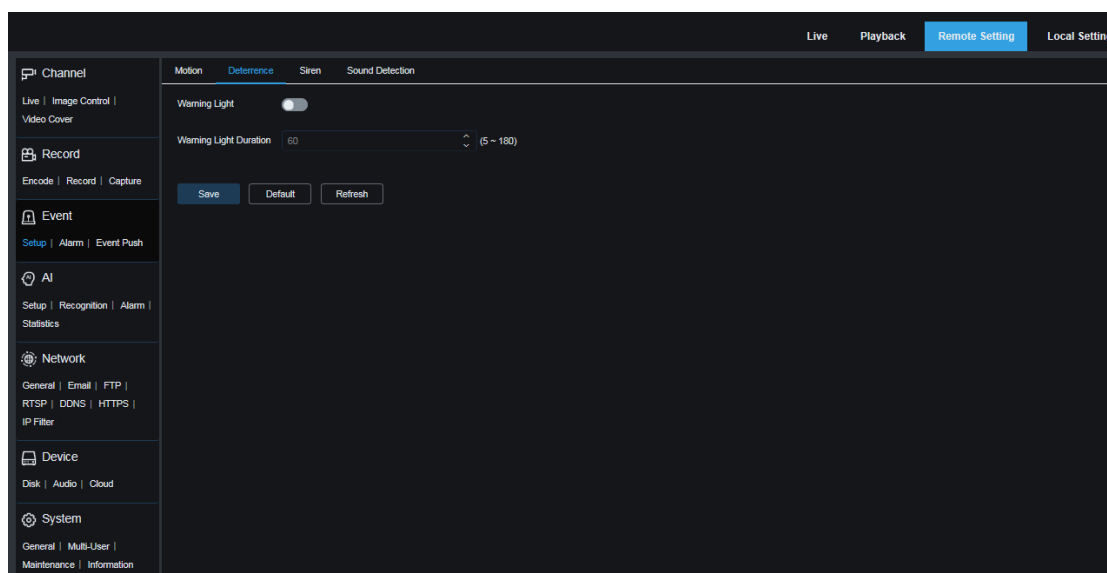 Live Playback Remote Setting Local Settin
Channel
Live | Image Control |
Video Cover
Record
Encode | Record | Capture
Event
Setup | Alarm | Event Push
AI
Setup | Recognition | Alarm |
Statistics
Network
General | Email | FTP |
RTSP | DDNS | HTTPS |
IP Filter
Device
Disk | Audio | Cloud
System
General | Multi-User |
Maintenance | Information
Motion Deterrence Siren Sound Detection
Warning Light
Warning Light Duration 60 (5 ~ 180)
Save Default Refresh